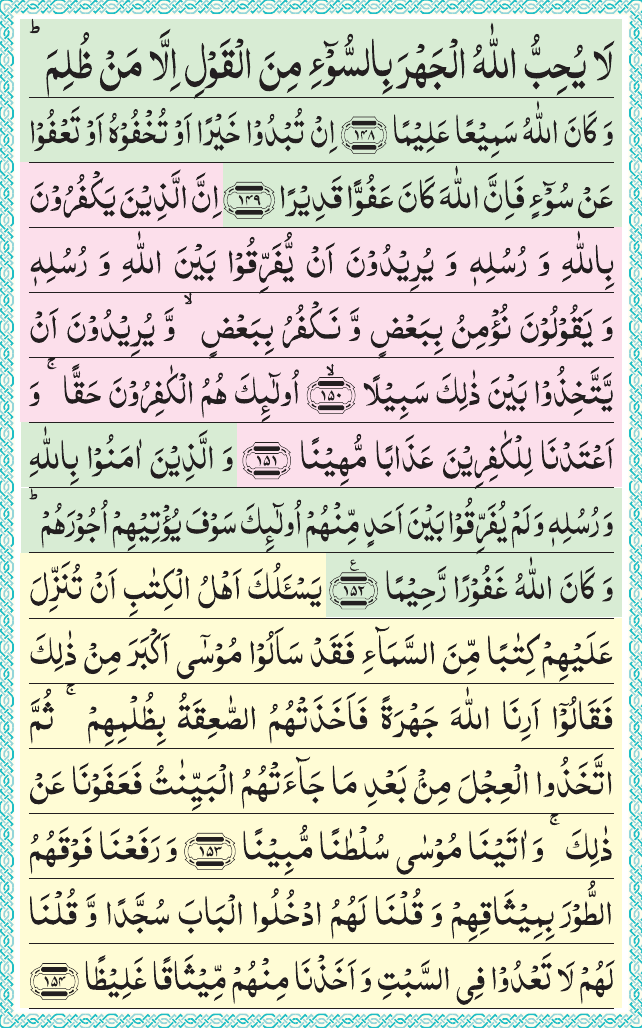 لَا يُحِبُّ اللّٰهُ الْجَهْرَ بِالسُّوْٓءِ مِنَ الْقَوْلِ اِلَّا مَنْ ظُلِمَ ؕ
وَ كَانَ اللّٰهُ سَمِيْعًا عَلِيْمًا ۝۱۴۸ اِنْ تُبْدُوْا خَيْرًا اَوْ تُخْفُوْهُ اَوْ تَعْفُوْا
عَنْ سُوْٓءٍ فَاِنَّ اللّٰهَ كَانَ عَفُوًّا قَدِيْرًا ۝۱۴۹ اِنَّ الَّذِيْنَ يَكْفُرُوْنَ
بِاللّٰهِ وَ رُسُلِهٖ وَ يُرِيْدُوْنَ اَنْ يُّفَرِّقُوْا بَيْنَ اللّٰهِ وَ رُسُلِهٖ
وَ يَقُوْلُوْنَ نُؤْمِنُ بِبَعْضٍ وَّ نَكْفُرُ بِبَعْضٍ ۙ وَّ يُرِيْدُوْنَ اَنْ
يَّتَّخِذُوْا بَيْنَ ذٰلِكَ سَبِيْلًا ۝۱۵۰ۙ اُولٰٓىِٕكَ هُمُ الْكٰفِرُوْنَ حَقًّا ۚ وَ
اَعْتَدْنَا لِلْكٰفِرِيْنَ عَذَابًا مُّهِيْنًا ۝۱۵۱ وَ الَّذِيْنَ اٰمَنُوْا بِاللّٰهِ
وَ رُسُلِهٖ وَ لَمْ يُفَرِّقُوْا بَيْنَ اَحَدٍ مِّنْهُمْ اُولٰٓىِٕكَ سَوْفَ يُؤْتِيْهِمْ اُجُوْرَهُمْ ؕ
وَ كَانَ اللّٰهُ غَفُوْرًا رَّحِيْمًا ۝۱۵۲ ع يَسْـَٔلُكَ اَهْلُ الْكِتٰبِ اَنْ تُنَزِّلَ
عَلَيْهِمْ كِتٰبًا مِّنَ السَّمَآءِ فَقَدْ سَاَلُوْا مُوْسٰۤى اَكْبَرَ مِنْ ذٰلِكَ
فَقَالُوْۤا اَرِنَا اللّٰهَ جَهْرَةً فَاَخَذَتْهُمُ الصّٰعِقَةُ بِظُلْمِهِمْ ۚ ثُمَّ
اتَّخَذُوا الْعِجْلَ مِنْۢ بَعْدِ مَا جَآءَتْهُمُ الْبَيِّنٰتُ فَعَفَوْنَا عَنْ
ذٰلِكَ ۚ وَ اٰتَيْنَا مُوْسٰى سُلْطٰنًا مُّبِيْنًا ۝۱۵۳ وَ رَفَعْنَا فَوْقَهُمُ
الطُّوْرَ بِمِيْثَاقِهِمْ وَ قُلْنَا لَهُمُ ادْخُلُوا الْبَابَ سُجَّدًا وَّ قُلْنَا
لَهُمْ لَا تَعْدُوْا فِى السَّبْتِ وَ اَخَذْنَا مِنْهُمْ مِّيْثَاقًا غَلِيْظًا ۝۱۵۴